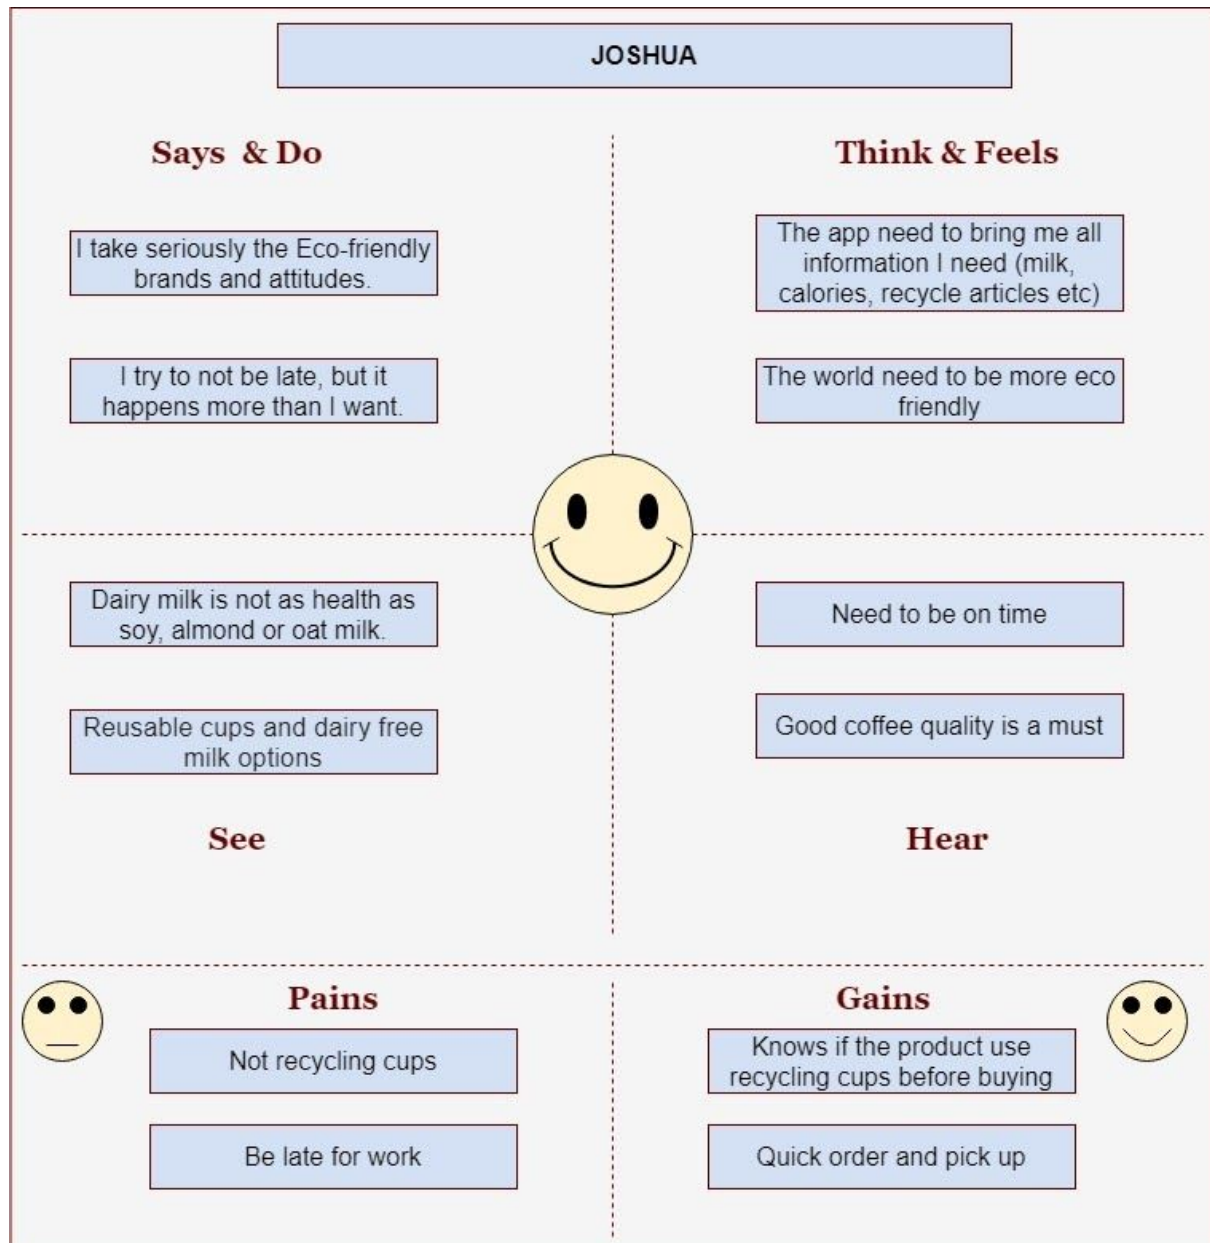 JOSHUA
Says & Do
I take seriously the Eco-friendly
brands and attitudes.
I try to not be late, but it
happens more than I want.
Think & Feels
The app need to bring me all
information I need (milk,
calories, recycle articles etc)
The world need to be more eco
friendly
Dairy milk is not as health as
soy, almond or oat milk.
Reusable cups and dairy free
milk options
See
Need to be on time
Good coffee quality is a must
Hear
Pains
Not recycling cups
Be late for work
Gains
Knows if the product use
recycling cups before buying
Quick order and pick up